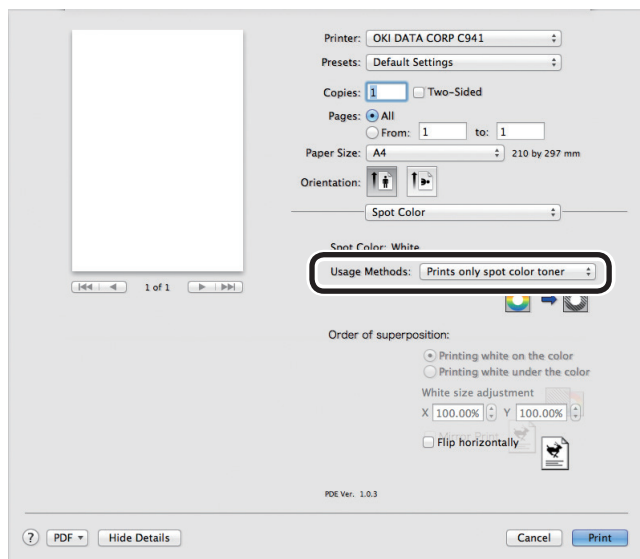 Printer: OKI DATA CORP C941
Presets: Default Settings
Copies: 1 Two-Sided
Pages: All
From: 1 to: 1
Paper Size: A4 210 by 297 mm
Orientation:
Spot Color
Spot Color: White
Usage Methods: Prints only spot color toner
1 of 1
Order of superposition:
Printing white on the color
Printing white under the color
White size adjustment
X 100.00% Y 100.00%
Mirror Print
Flip horizontally
PDE Ver. 1.0.3
? PDF Hide Details Cancel Print